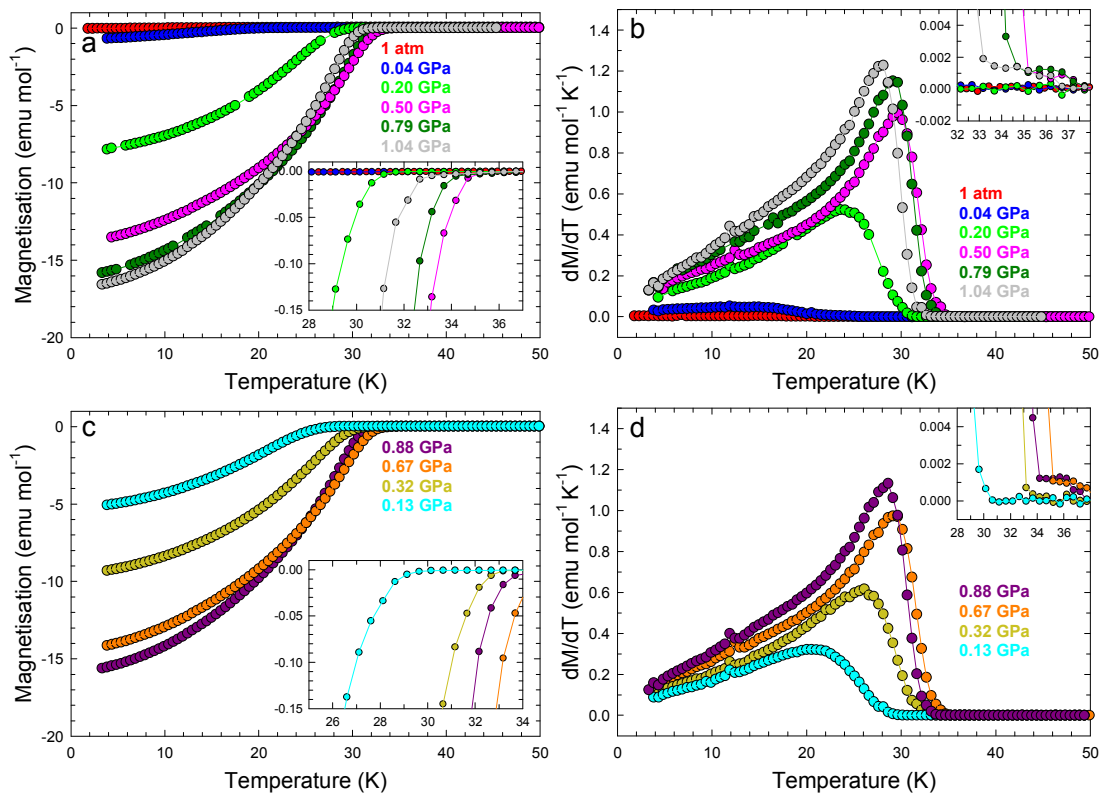 a
Magnetisation (emu mol-1)
0
-5
-10
-15
-20
1 atm
0.04 GPa
0.20 GPa
0.50 GPa
0.79 GPa
1.04 GPa
0.00
-0.05
-0.10
-0.15
28 30 32 34 36
0 10 20 30 40 50
Temperature (K)
b
dM/dT (emu mol-1 K-1)
1.4
1.2
1.0
0.8
0.6
0.4
0.2
0.0
0.004
0.002
0.000
-0.002
32 33 34 35 36 37
1 atm
0.04 GPa
0.20 GPa
0.50 GPa
0.79 GPa
1.04 GPa
0 10 20 30 40 50
Temperature (K)
c
Magnetisation (emu mol-1)
0
-5
-10
-15
-20
0.88 GPa
0.67 GPa
0.32 GPa
0.13 GPa
0.00
-0.05
-0.10
-0.15
26 28 30 32 34
0 10 20 30 40 50
Temperature (K)
d
dM/dT (emu mol-1 K-1)
1.4
1.2
1.0
0.8
0.6
0.4
0.2
0.0
0.004
0.002
0.000
28 30 32 34 36
0.88 GPa
0.67 GPa
0.32 GPa
0.13 GPa
0 10 20 30 40 50
Temperature (K)